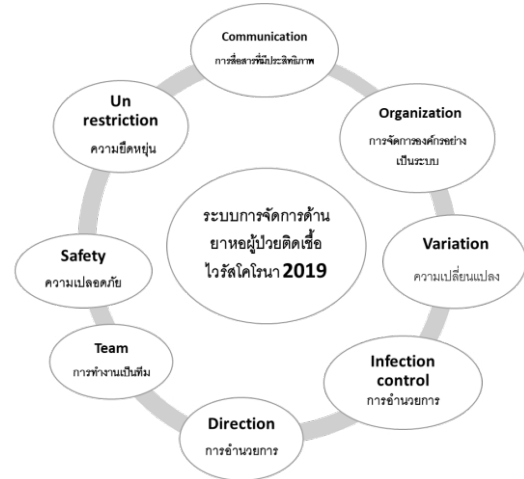 Communication
การสื่อสารที่มีประสิทธิภาพ
Organization
การจัดการองค์กรอย่าง
เป็นระบบ
Variation
ความเปลี่ยนแปลง
Infection
control
การอำนวยการ
Direction
การอำนวยการ
Team
การทำงานเป็นทีม
Safety
ความเปลอดภัย
Un
restriction
ความยืดหยุ่น
ระบบการจัดการด้าน
ยาหอผู้ป่วยติดเชื้อ
ไวรัสโคโรนา 2019